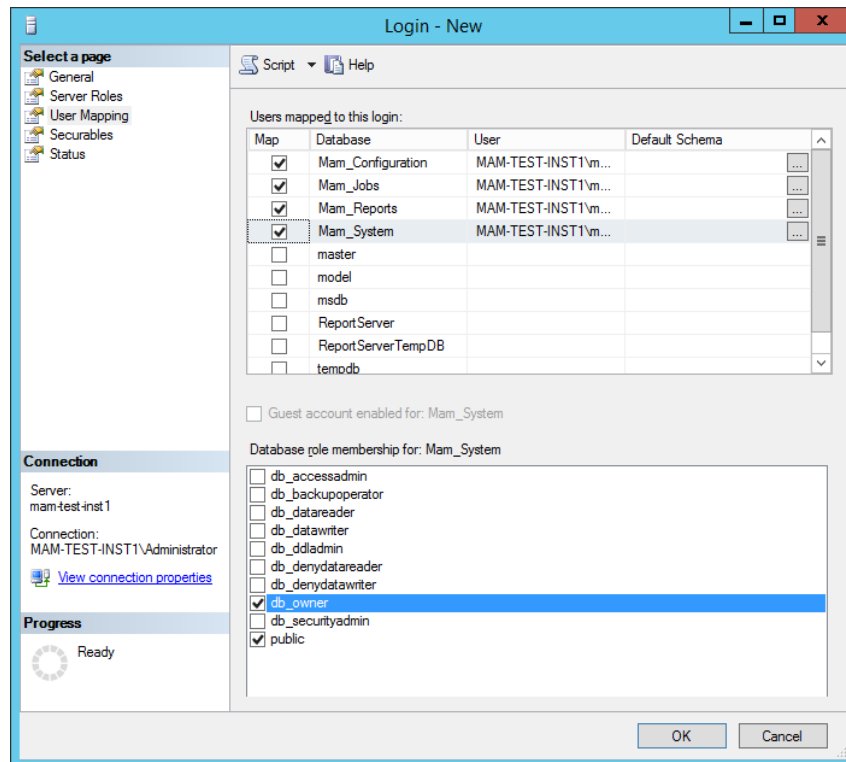 Login - New
Select a page
General
Server Roles
User Mapping
Securables
Status
Script Help
Users mapped to this login:
Map Database User Default Schema
Mam_Configuration MAM-TEST-INST1\m... ...
Mam_Jobs MAM-TEST-INST1\m... ...
Mam_Reports MAM-TEST-INST1\m... ...
Mam_System MAM-TEST-INST1\m... ...
master
model
msdb
ReportServer
ReportServerTempDB
tempdb
Guest account enabled for: Mam_System
Database role membership for: Mam_System
db_accessadmin
db_backupoperator
db_datareader
db_datawriter
db_ddladmin
db_denydatareader
db_denydatawriter
db_owner
db_securityadmin
public
Connection
Server:
mam-test-inst1
Connection:
MAM-TEST-INST1\Administrator
View connection properties
Progress
Ready
OK Cancel